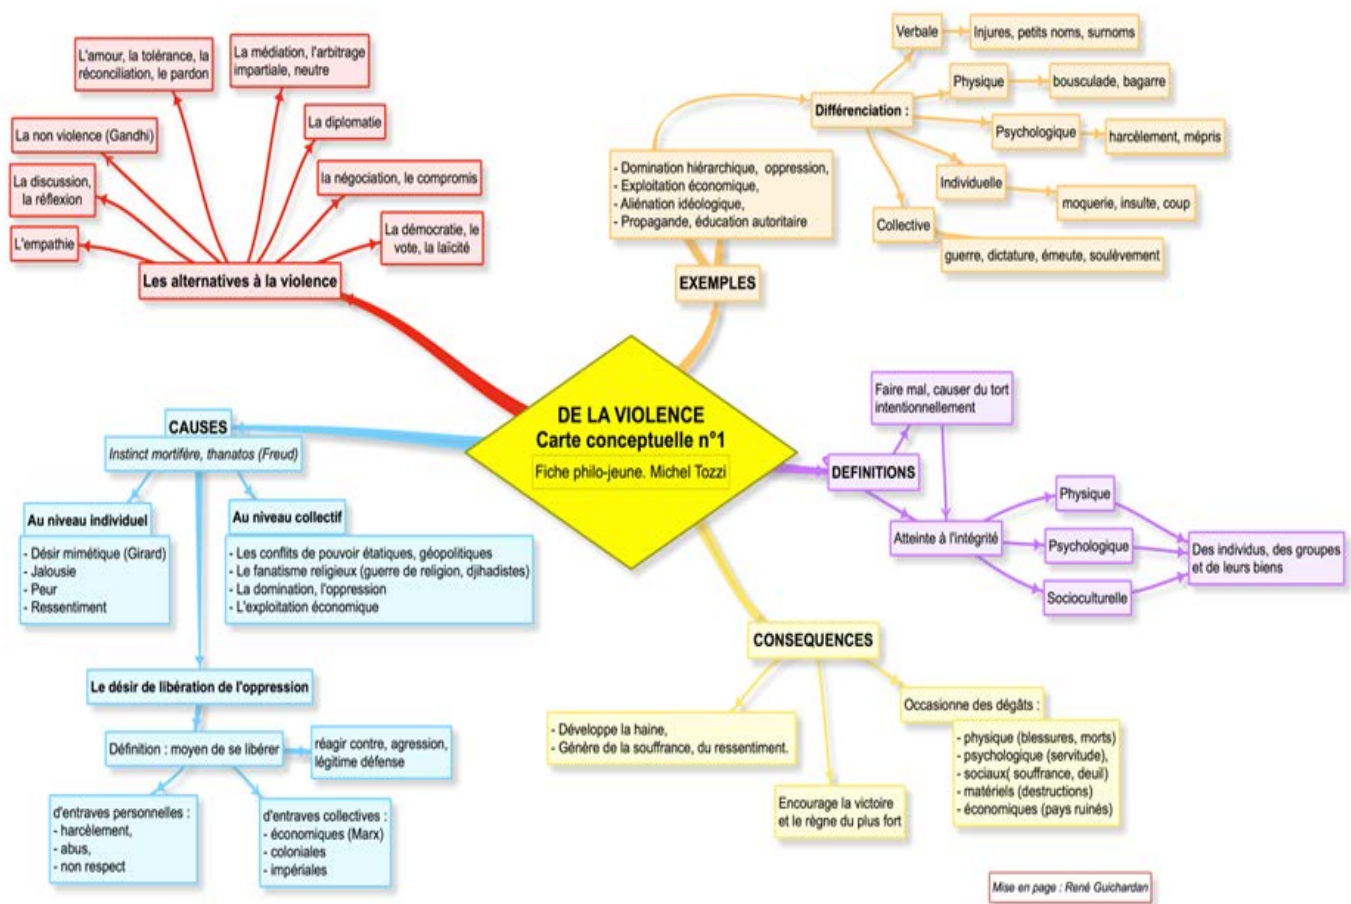 DE LA VIOLENCE
Carte conceptuelle n°1
Fiche philo-jeune. Michel Tozzi
Les alternatives à la violence
L'empathie
La discussion,
la réflexion
La non violence (Gandhi)
L'amour, la tolérance, la
réconciliation, le pardon
La médiation, l'arbitrage
impartiale, neutre
La diplomatie
la négociation, le compromis
La démocratie, le
vote, la laïcité
EXEMPLES
- Domination hiérarchique, oppression,
- Exploitation économique,
- Aliénation idéologique,
- Propagande, éducation autoritaire
Différenciation :
Verbale
Injures, petits noms, surnoms
Physique
bousculade, bagarre
Psychologique
harcèlement, mépris
Individuelle
moquerie, insulte, coup
Collective
guerre, dictature, émeute, soulèvement
DEFINITIONS
Faire mal, causer du tort
intentionnellement
Atteinte à l'intégrité
Physique
Psychologique
Socioculturelle
Des individus, des groupes
et de leurs biens
CONSEQUENCES
- Développe la haine,
- Génère de la souffrance, du ressentiment.
Encourage la victoire
et le règne du plus fort
Occasionne des dégâts :
- physique (blessures, morts)
- psychologique (servitude),
- sociaux( souffrance, deuil)
- matériels (destructions)
- économiques (pays ruinés)
CAUSES
Instinct mortifère, thanatos (Freud)
Au niveau individuel
- Désir mimétique (Girard)
- Jalousie
- Peur
- Ressentiment
Au niveau collectif
- Les conflits de pouvoir étatiques, géopolitiques
- Le fanatisme religieux (guerre de religion, djihadistes)
- La domination, l'oppression
- L'exploitation économique
Le désir de libération de l'oppression
Définition : moyen de se libérer
réagir contre, agression,
légitime défense
d'entraves personnelles :
- harcèlement,
- abus,
- non respect
d'entraves collectives :
- économiques (Marx)
- coloniales
- impériales
Mise en page : René Guichardan